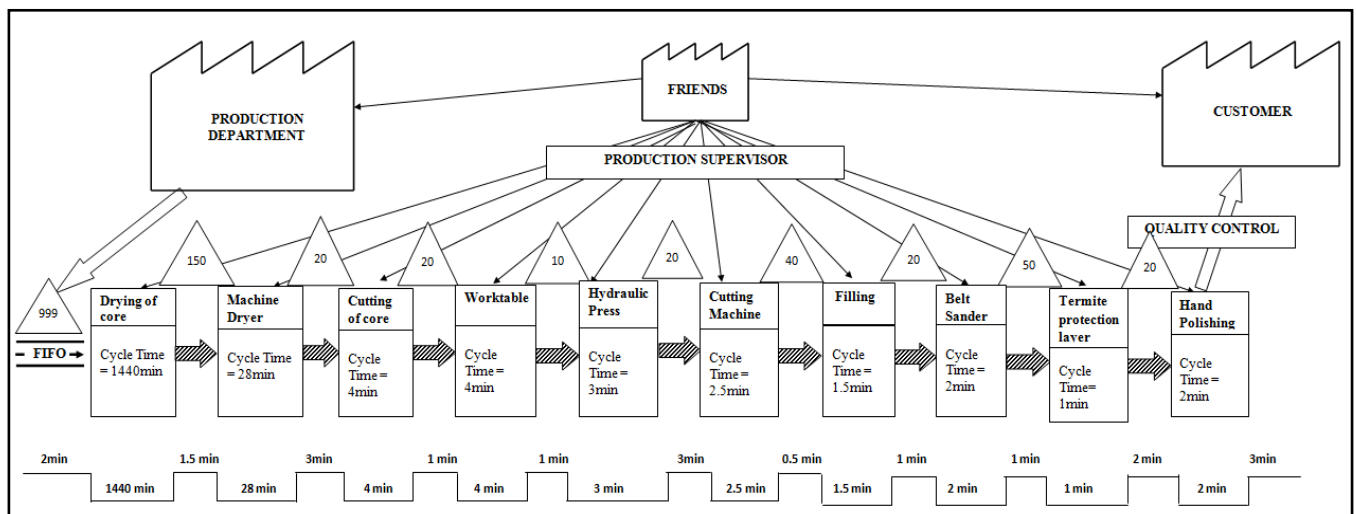 FRIENDS
PRODUCTION
DEPARTMENT
CUSTOMER
PRODUCTION SUPERVISOR
QUALITY CONTROL
999
150
20
20
10
20
40
20
50
20
FIFO
Drying of
core
Cycle Time
= 1440min
Machine
Dryer
Cycle Time
= 28min
Cutting
of core
Cycle
Time =
4min
Worktable
Cycle
Time =
4min
Hydraulic
Press
Cycle
Time =
3min
Cutting
Machine
Cycle
Time =
2.5min
Filling
Cycle
Time =
1.5min
Belt
Sander
Cycle
Time =
2min
Termite
protection
layer
Cycle
Time=
1min
Hand
Polishing
Cycle
Time =
2min
2min 1.5 min 3min 1 min 1 min 3min 0.5 min 1 min 1 min 2 min 3min
1440 min 28 min 4 min 4 min 3 min 2.5 min 1.5 min 2 min 1 min 2 min